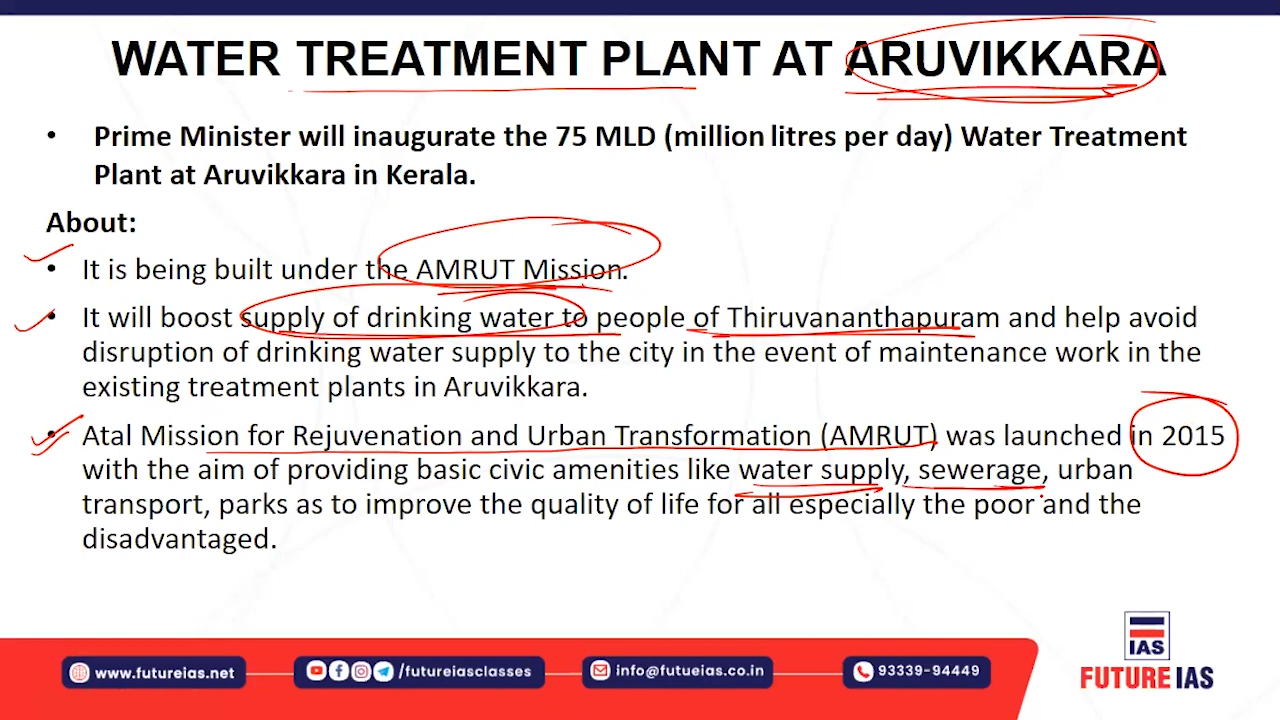 WATER TREATMENT PLANT AT ARUVIKKARA
• Prime Minister will inaugurate the 75 MLD (million litres per day) Water Treatment
Plant at Aruvikkara in Kerala.
About:
• It is being built under the AMRUT Mission.
• It will boost supply of drinking water to people of Thiruvananthapuram and help avoid
disruption of drinking water supply to the city in the event of maintenance work in the
existing treatment plants in Aruvikkara.
• Atal Mission for Rejuvenation and Urban Transformation (AMRUT) was launched in 2015
with the aim of providing basic civic amenities like water supply, sewerage, urban
transport, parks as to improve the quality of life for all especially the poor and the
disadvantaged.
IAS
FUTURE IAS
www.futureias.net
/futureiasclasses
info@futueias.co.in
93339-94449